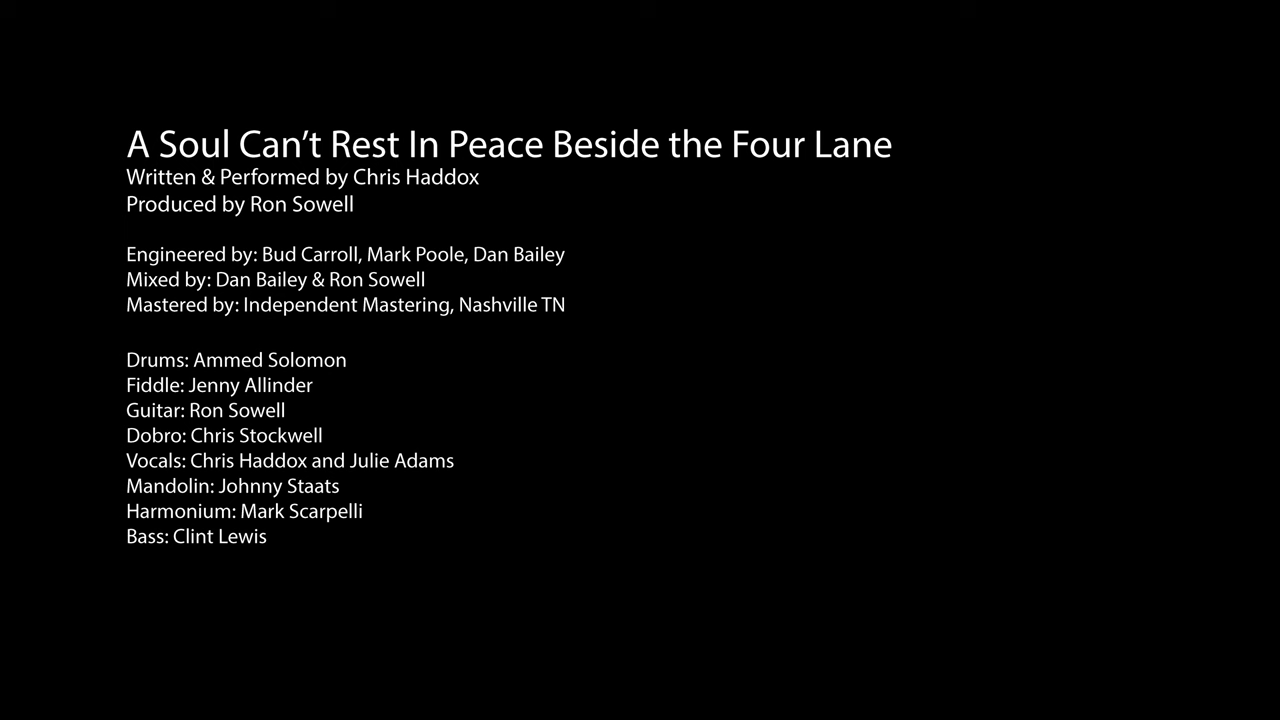 A Soul Can’t Rest In Peace Beside the Four Lane
Written & Performed by Chris Haddox
Produced by Ron Sowell
Engineered by: Bud Carroll, Mark Poole, Dan Bailey
Mixed by: Dan Bailey & Ron Sowell
Mastered by: Independent Mastering, Nashville TN
Drums: Ammed Solomon
Fiddle: Jenny Allinder
Guitar: Ron Sowell
Dobro: Chris Stockwell
Vocals: Chris Haddox and Julie Adams
Mandolin: Johnny Staats
Harmonium: Mark Scarpelli
Bass: Clint Lewis